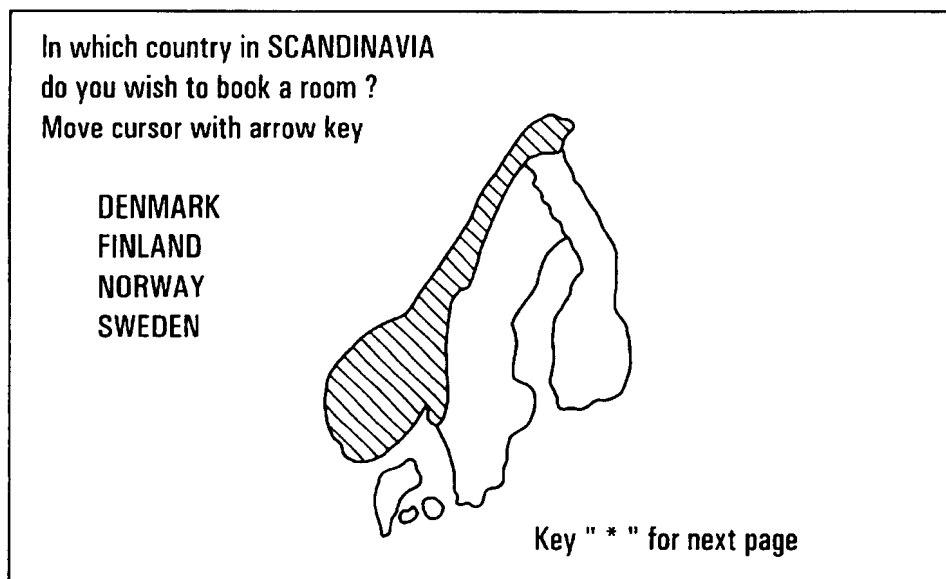 In which country in SCANDINAVIA
do you wish to book a room ?
Move cursor with arrow key
DENMARK
FINLAND
NORWAY
SWEDEN
Key " * " for next page